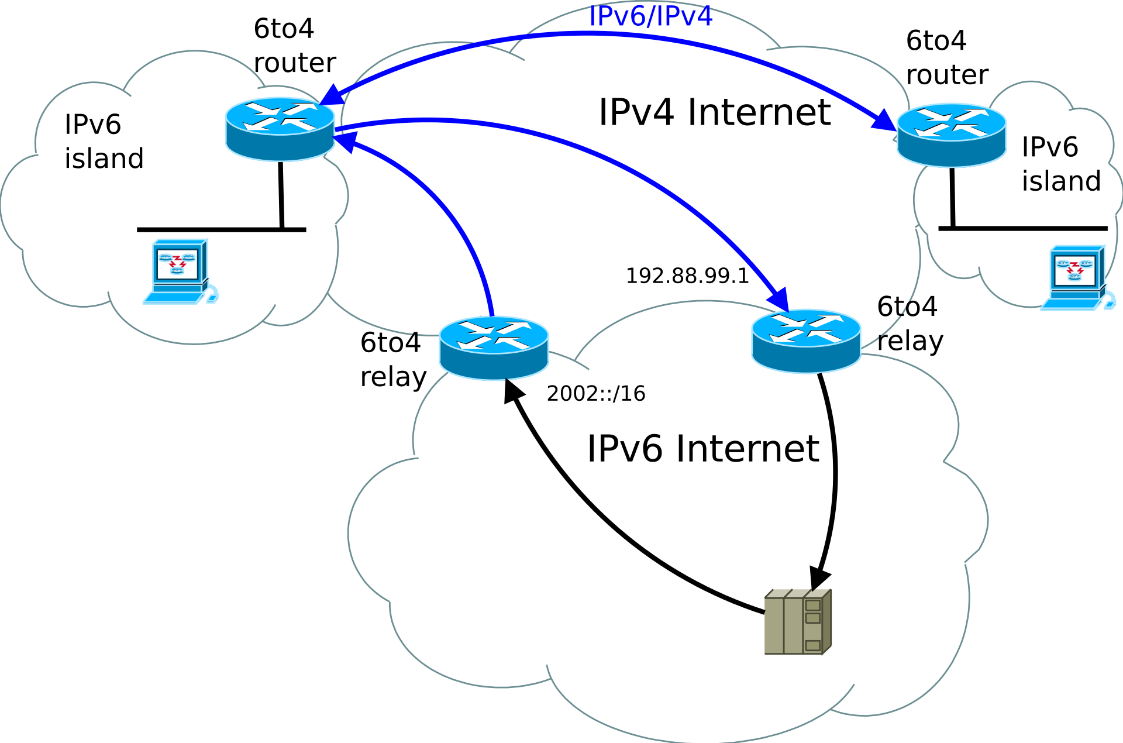 IPv6/IPv4
6to4
router
6to4
router
IPv4 Internet
IPv6
island
IPv6
island
192.88.99.1
6to4
relay
6to4
relay
2002::/16
IPv6 Internet